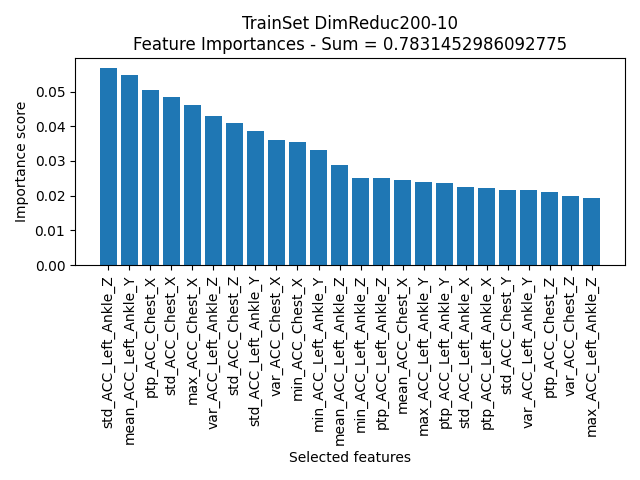 TrainSet DimReduc200-10
Feature Importances - Sum = 0.7831452986092775
Importance score
0.05
0.04
0.03
0.02
0.01
0.00
std_ACC_Left_Ankle_Z
mean_ACC_Left_Ankle_Y
ptp_ACC_Chest_X
std_ACC_Chest_X
max_ACC_Chest_X
var_ACC_Left_Ankle_Z
std_ACC_Chest_Z
std_ACC_Left_Ankle_Y
var_ACC_Chest_X
min_ACC_Chest_X
min_ACC_Left_Ankle_Y
mean_ACC_Left_Ankle_Z
min_ACC_Left_Ankle_Z
ptp_ACC_Left_Ankle_Z
mean_ACC_Chest_X
max_ACC_Left_Ankle_Y
ptp_ACC_Left_Ankle_Y
std_ACC_Left_Ankle_X
ptp_ACC_Left_Ankle_X
std_ACC_Chest_Y
var_ACC_Left_Ankle_Y
ptp_ACC_Chest_Z
var_ACC_Chest_Z
max_ACC_Left_Ankle_Z
Selected features